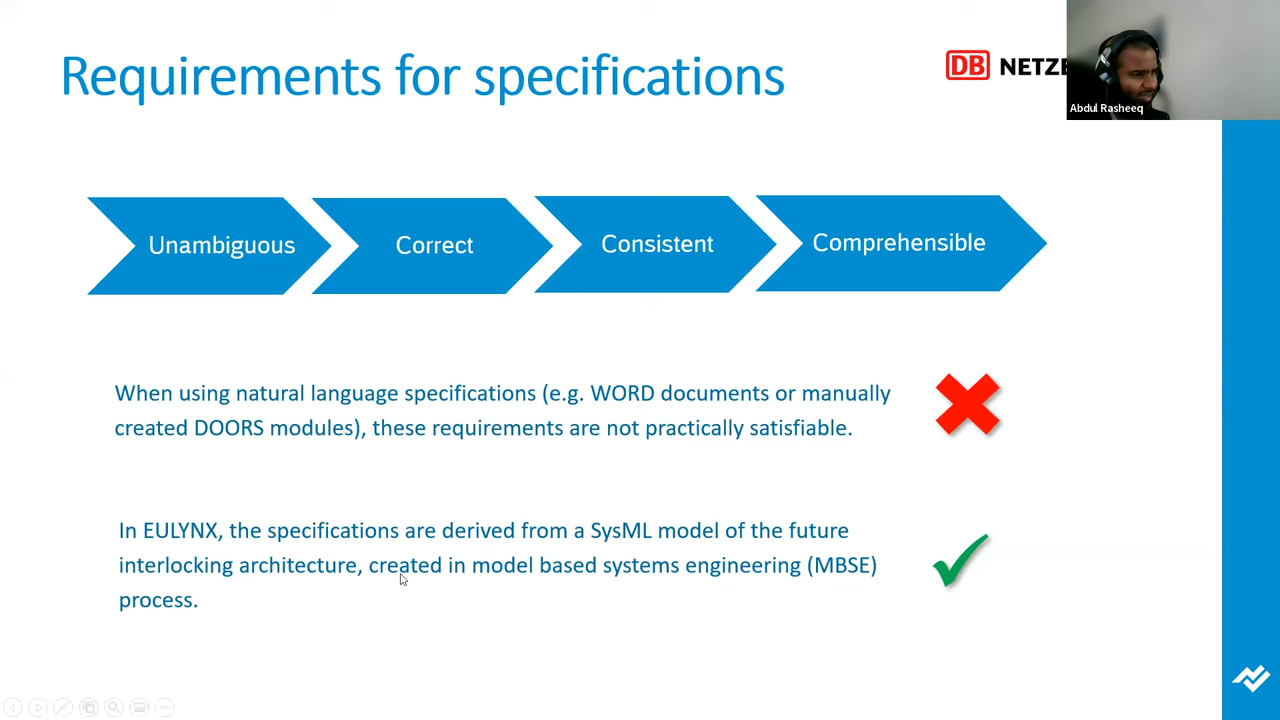 Requirements for specifications
DB NETZE
Abdul Rasheeq
Unambiguous
Correct
Consistent
Comprehensible
When using natural language specifications (e.g. WORD documents or manually
created DOORS modules), these requirements are not practically satisfiable.
In EULYNX, the specifications are derived from a SysML model of the future
interlocking architecture, created in model based systems engineering (MBSE)
process.